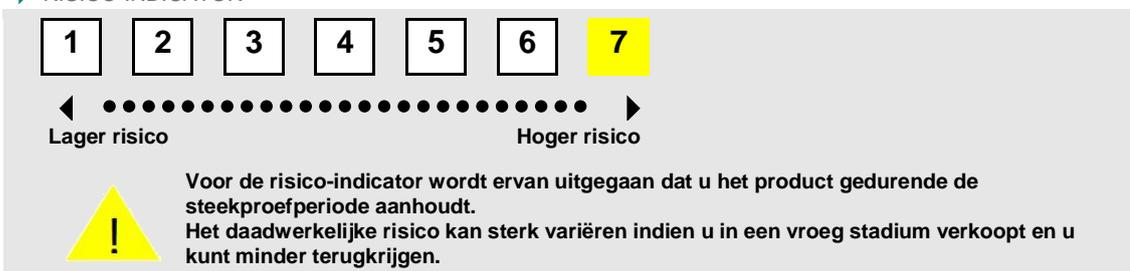 RISICO-INDICATOR
1 2 3 4 5 6 7
Lager risico Hoger risico
Voor de risico-indicator wordt ervan uitgegaan dat u het product gedurende de
steekproefperiode aanhoudt.
! Het daadwerkelijke risico kan sterk variëren indien u in een vroeg stadium verkoopt en u
kunt minder terugkrijgen.